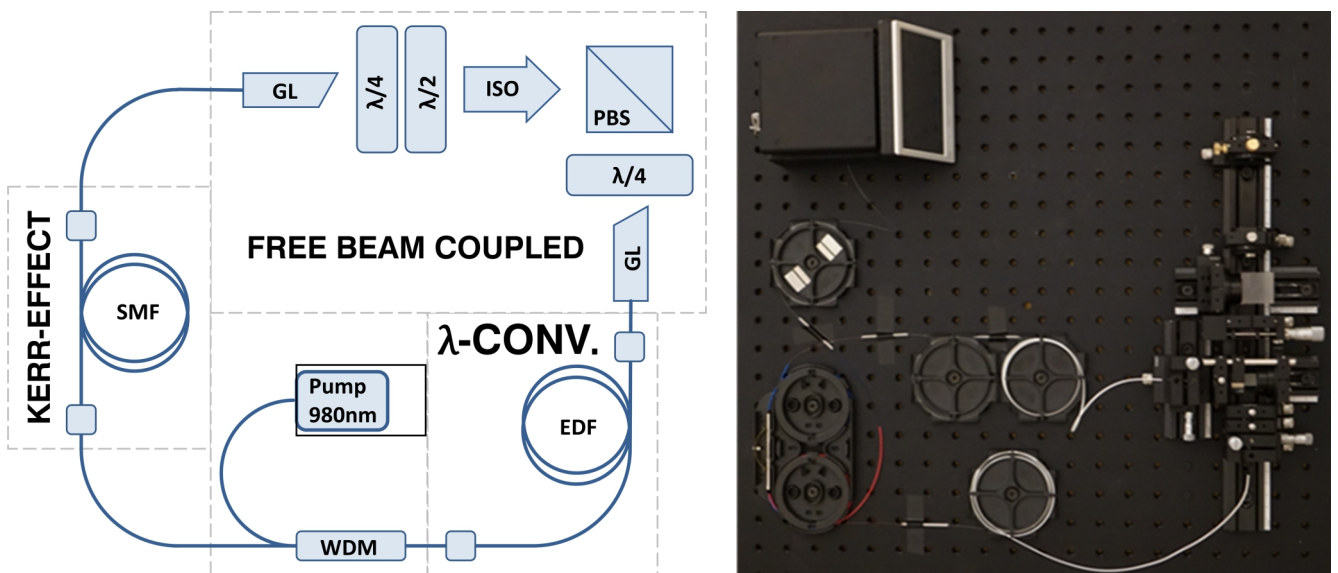 GL
λ/4
λ/2
ISO
PBS
λ/4
GL
FREE BEAM COUPLED
KERR-EFFECT
SMF
λ-CONV.
Pump
980nm
EDF
WDM